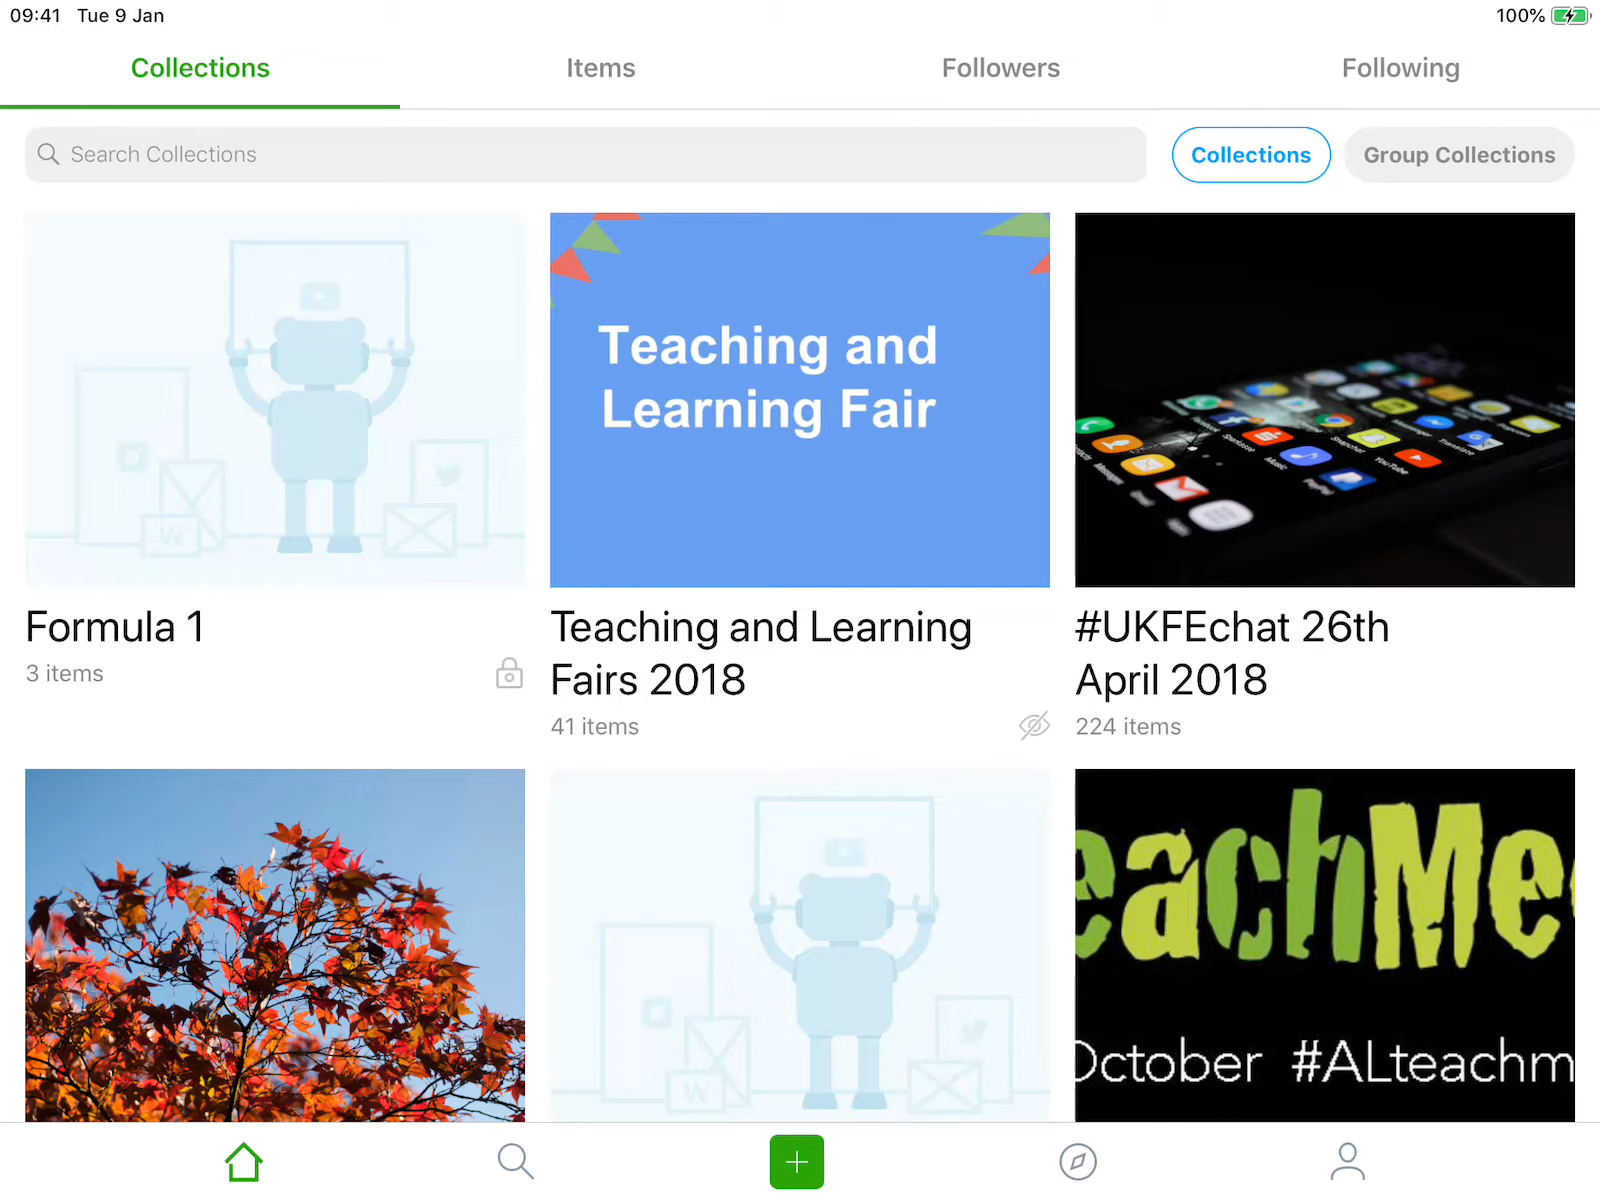 09:41 Tue 9 Jan
100%
Collections
Items
Followers
Following
Search Collections
Collections
Group Collections
Teaching and
Learning Fair
Formula 1
3 items
Teaching and Learning
Fairs 2018
41 items
#UKFEchat 26th
April 2018
224 items
W
W
eachMee
October #ALteachm